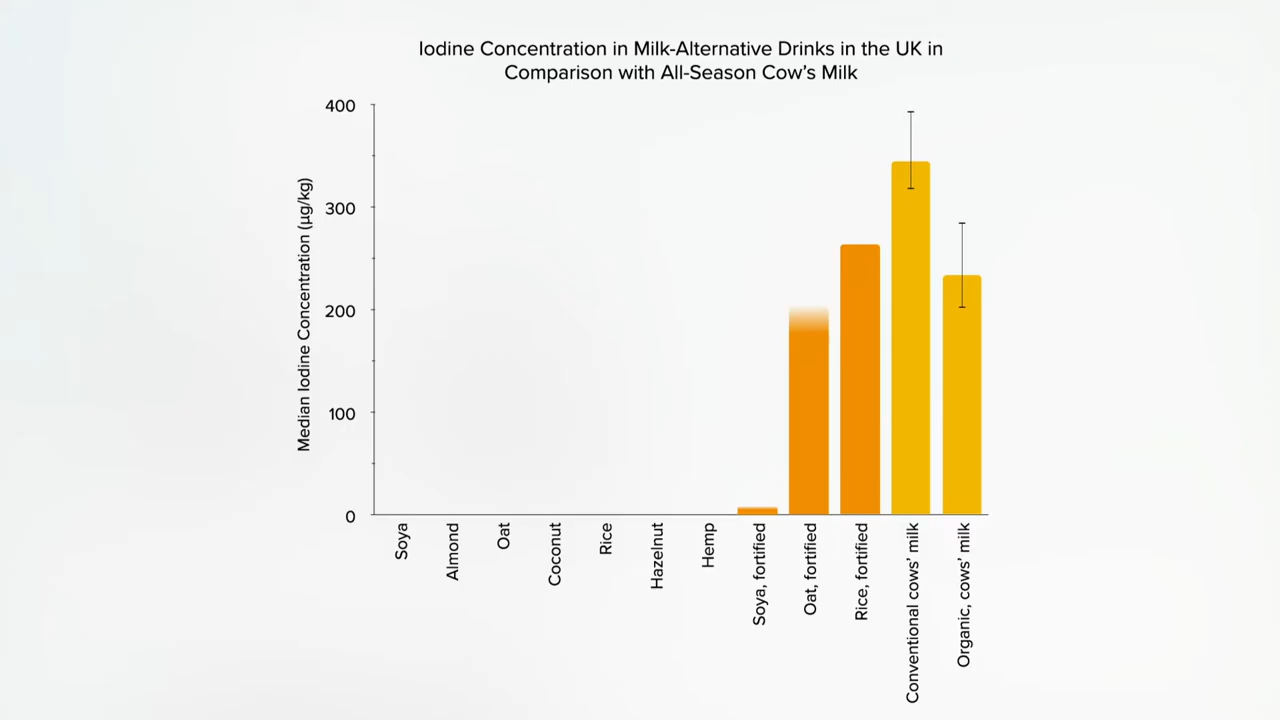 Iodine Concentration in Milk-Alternative Drinks in the UK in
Comparison with All-Season Cow’s Milk
Median Iodine Concentration (µg/kg)
400
300
200
100
0
Soya
Almond
Oat
Coconut
Rice
Hazelnut
Hemp
Soya, fortified
Oat, fortified
Rice, fortified
Conventional cows’ milk
Organic, cows’ milk